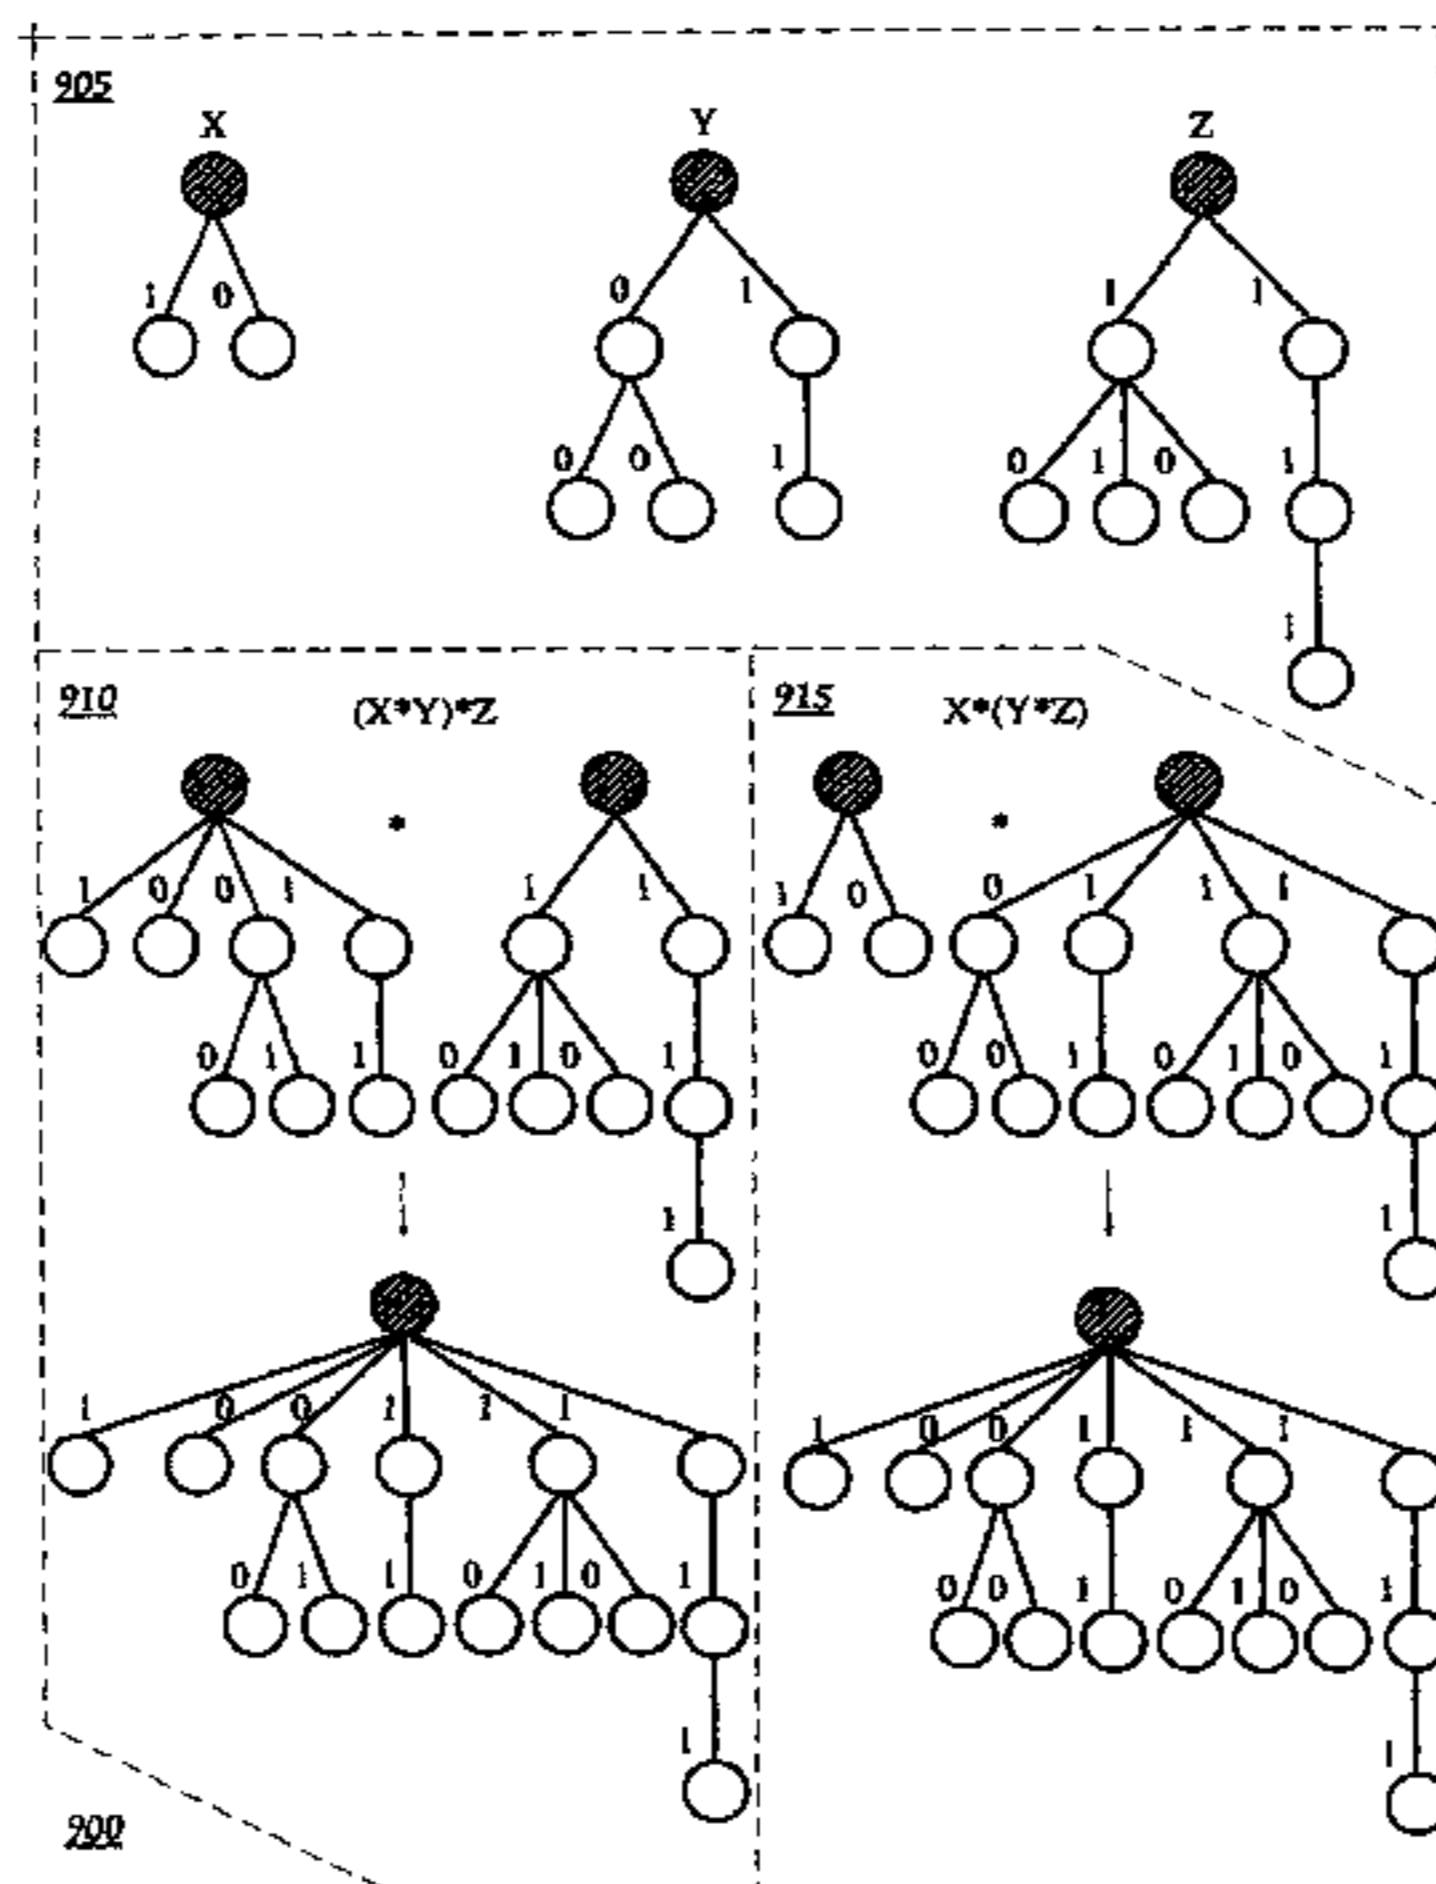 905
X Y Z
1 0 0 1 1 1
0 0 1 0 1 0 1
1
910 (X*Y)*Z 915 X*(Y*Z)
* *
1 0 0 1 1 1 1 0 0 1 1 1
0 1 1 0 1 0 1 0 0 1 0 1 0 1
1 1
1 0 0 1 1 1 1 0 0 1 1 1
0 1 1 0 1 0 1 0 0 1 0 1 0 1
1 1
900